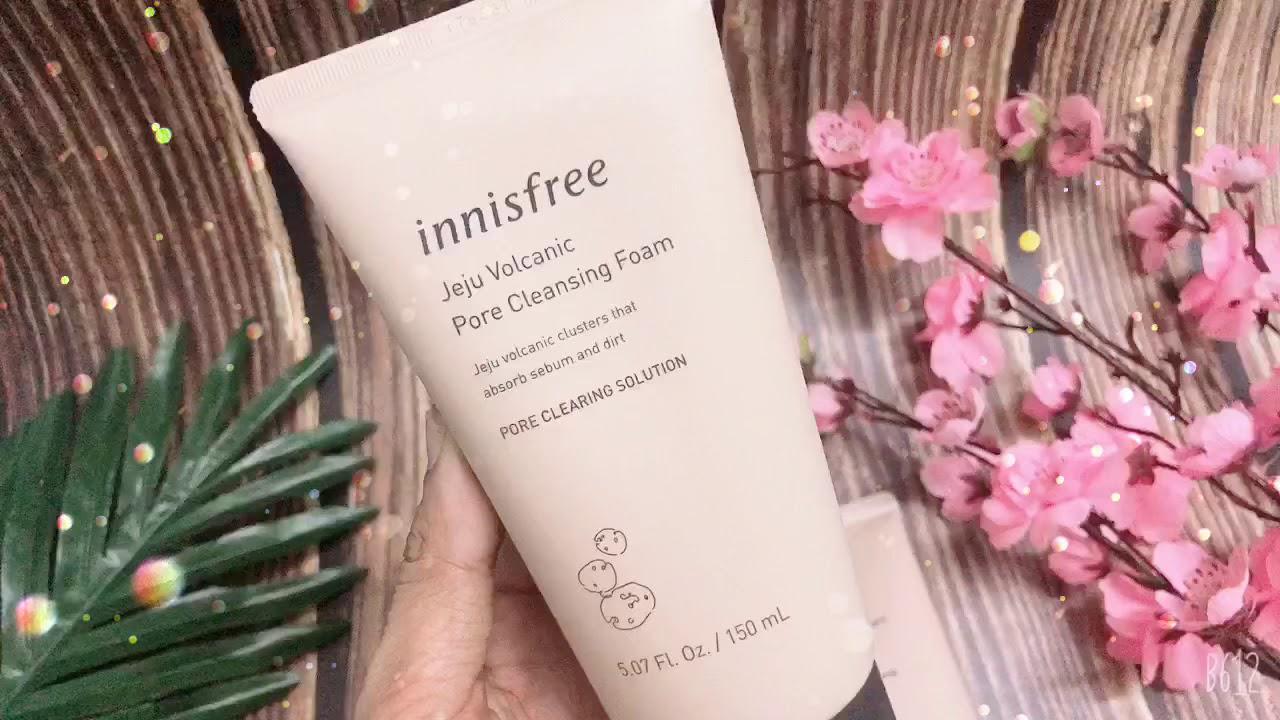 innisfree
Jeju Volcanic
Pore Cleansing Foam
Jeju volcanic clusters that
absorb sebum and dirt
PORE CLEARING SOLUTION
5.07 Fl. Oz. / 150 mL
B612